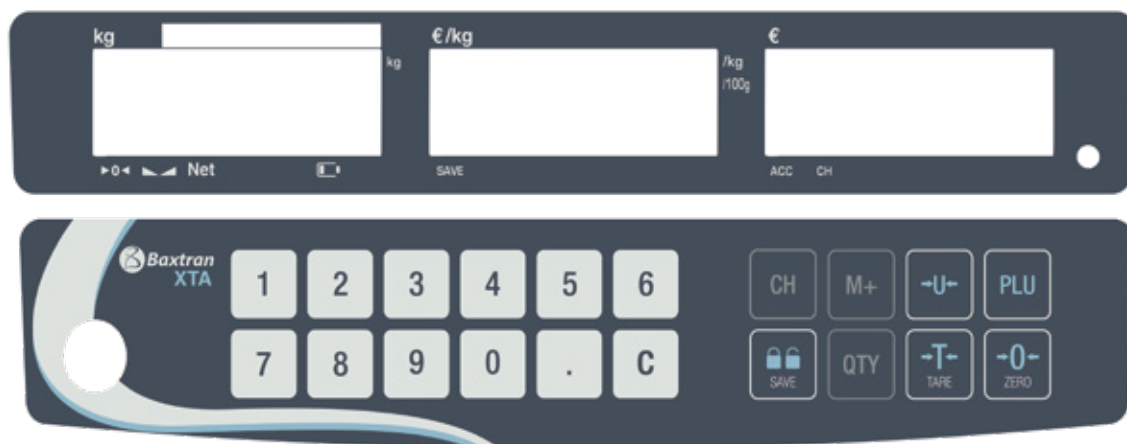 kg €/kg €
kg /kg
/100g
►0◄ Net SAVE ACC CH
Baxtran
XTA
1 2 3 4 5 6 CH M+ →U← PLU
7 8 9 0 . C SAVE QTY →T← →0←
TARE ZERO